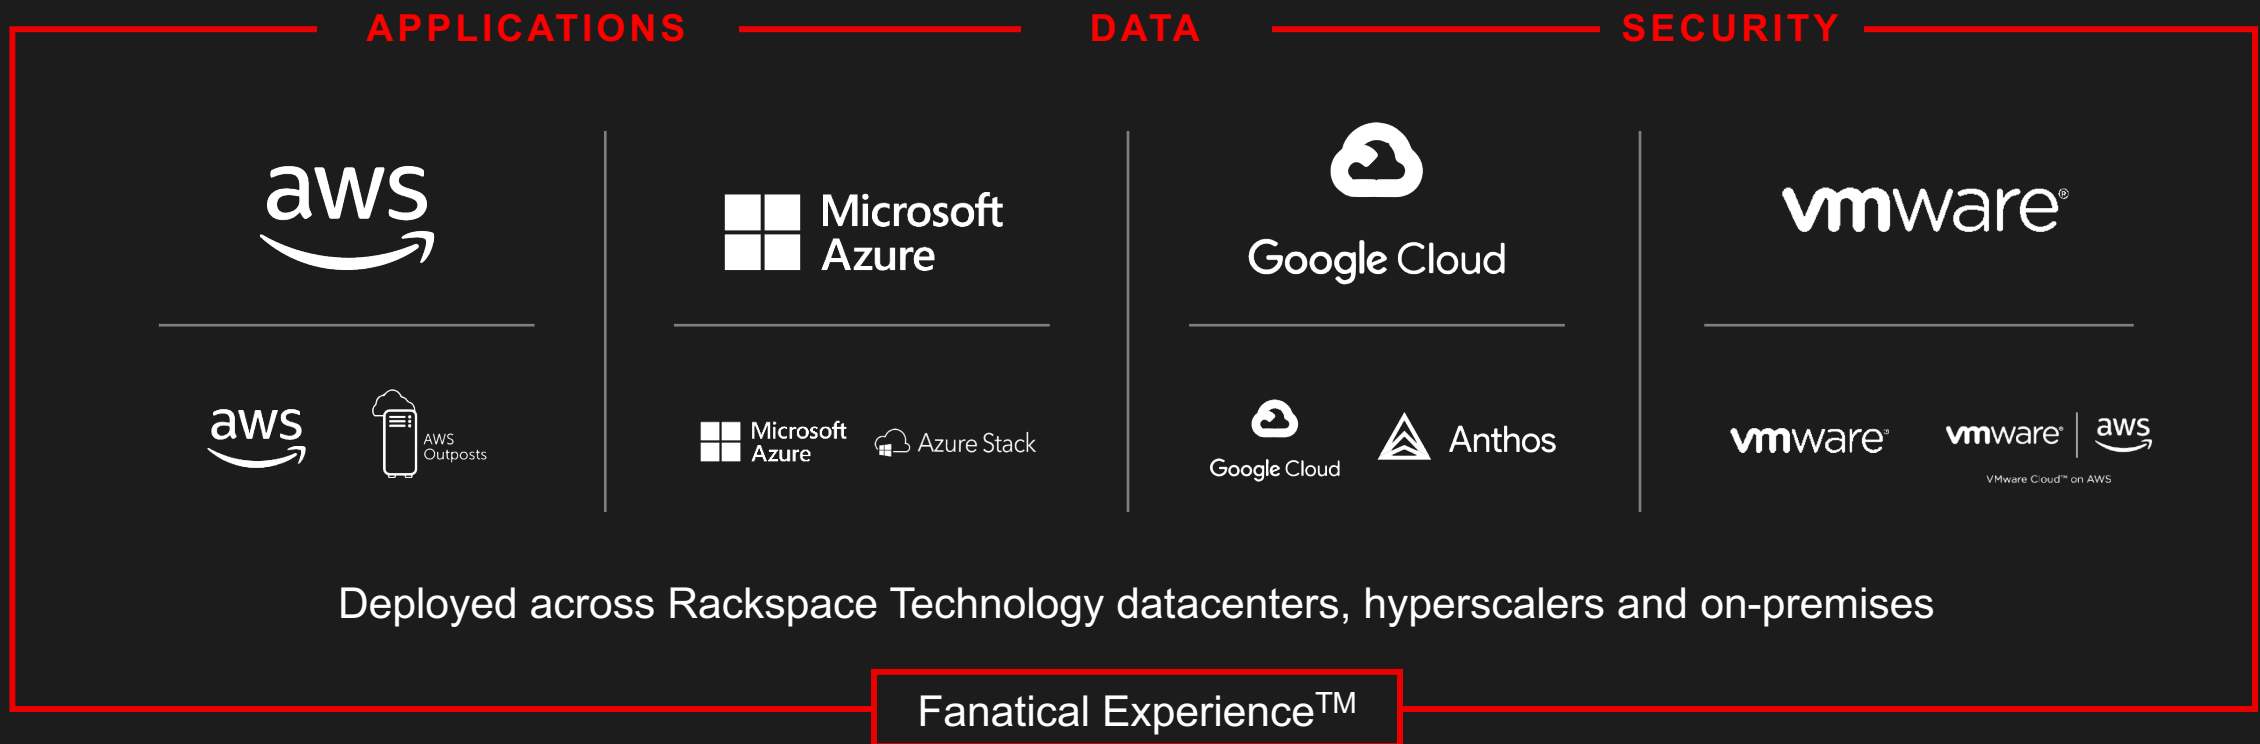 APPLICATIONS
DATA
SECURITY
aws
Microsoft
Azure
Google Cloud
vmware®
aws
AWS
Outposts
Microsoft
Azure
Azure Stack
Google Cloud
Anthos
vmware®
vmware® | aws
VMware Cloud™ on AWS
Deployed across Rackspace Technology datacenters, hyperscalers and on-premises
Fanatical Experience™